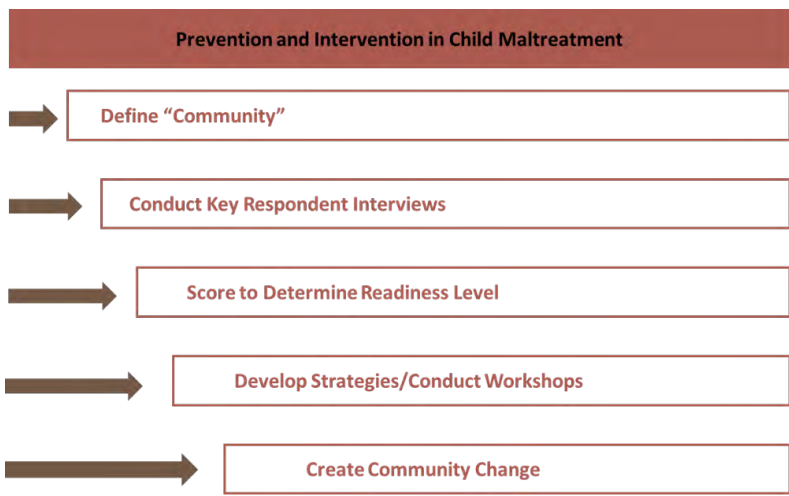 Prevention and Intervention in Child Maltreatment
Define “Community”
Conduct Key Respondent Interviews
Score to Determine Readiness Level
Develop Strategies/Conduct Workshops
Create Community Change